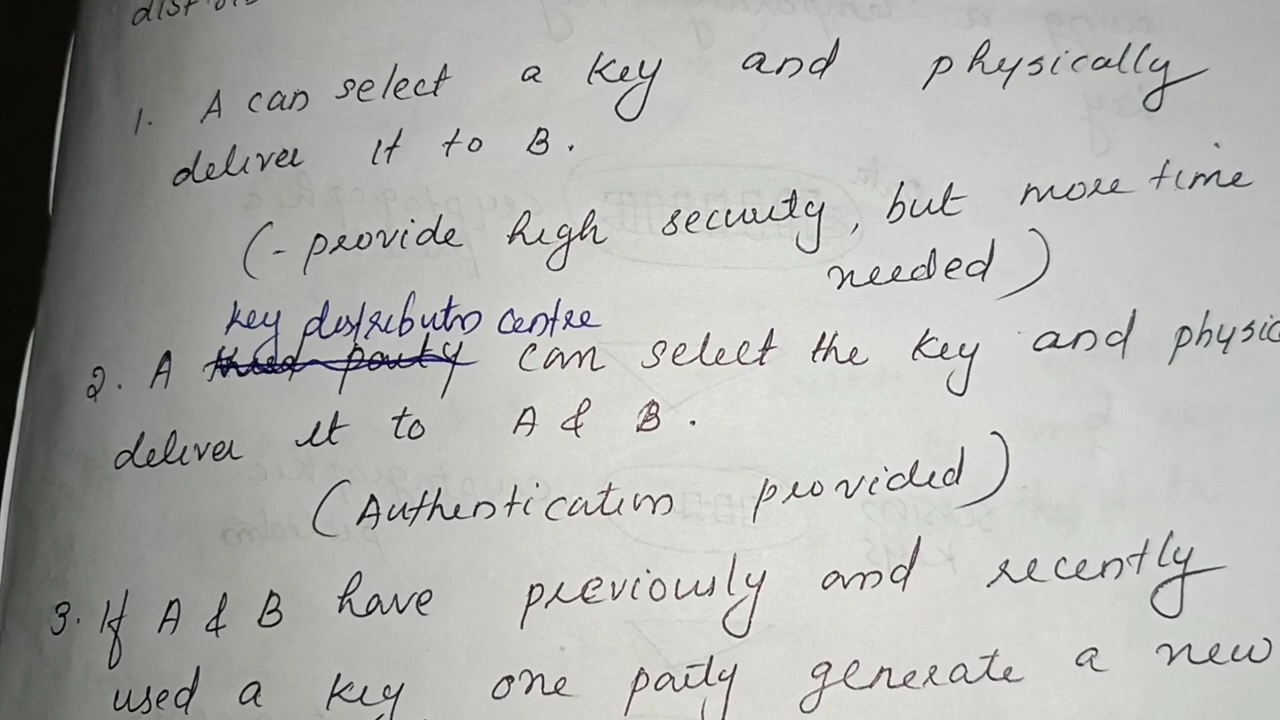 1. A can select a key and physically
deliver it to B.
(- provide high security, but more time
needed)
key distributn centre
2. A third party can select the key and physic
deliver it to A & B.
(Authenticatim provided)
3. If A & B have previously and recently
used a key one party generate a new